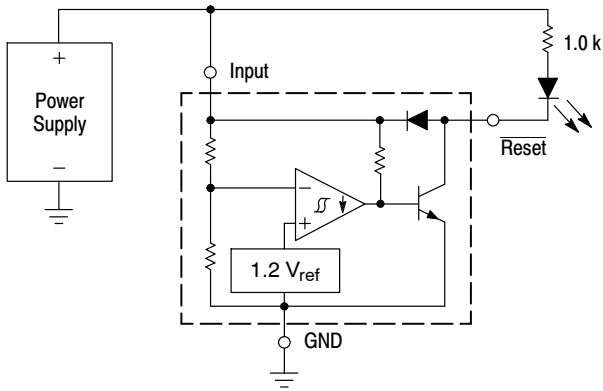 +
1.0 k
Input
Power
Supply
Reset
−
−
+
1.2 Vref
GND